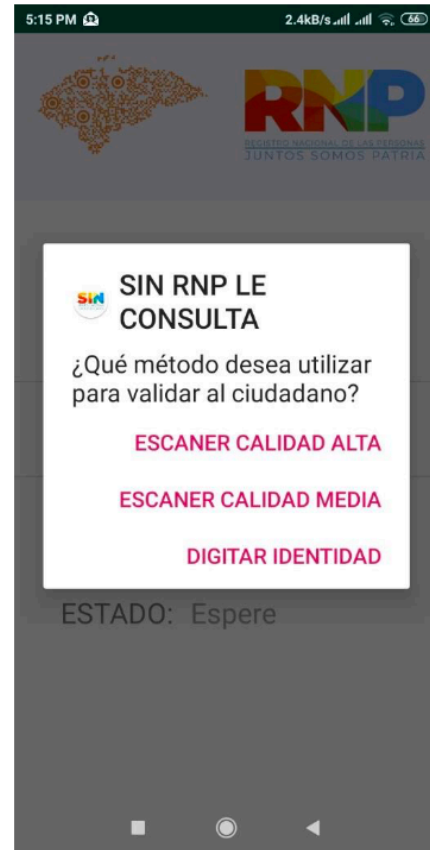 5:15 PM 2.4kB/s 66
RNP
REGISTRO NACIONAL DE LAS PERSONAS
JUNTOS SOMOS PATRIA
SIN SIN RNP LE
CONSULTA
¿Qué método desea utilizar
para validar al ciudadano?
ESCANER CALIDAD ALTA
ESCANER CALIDAD MEDIA
DIGITAR IDENTIDAD
ESTADO: Espere